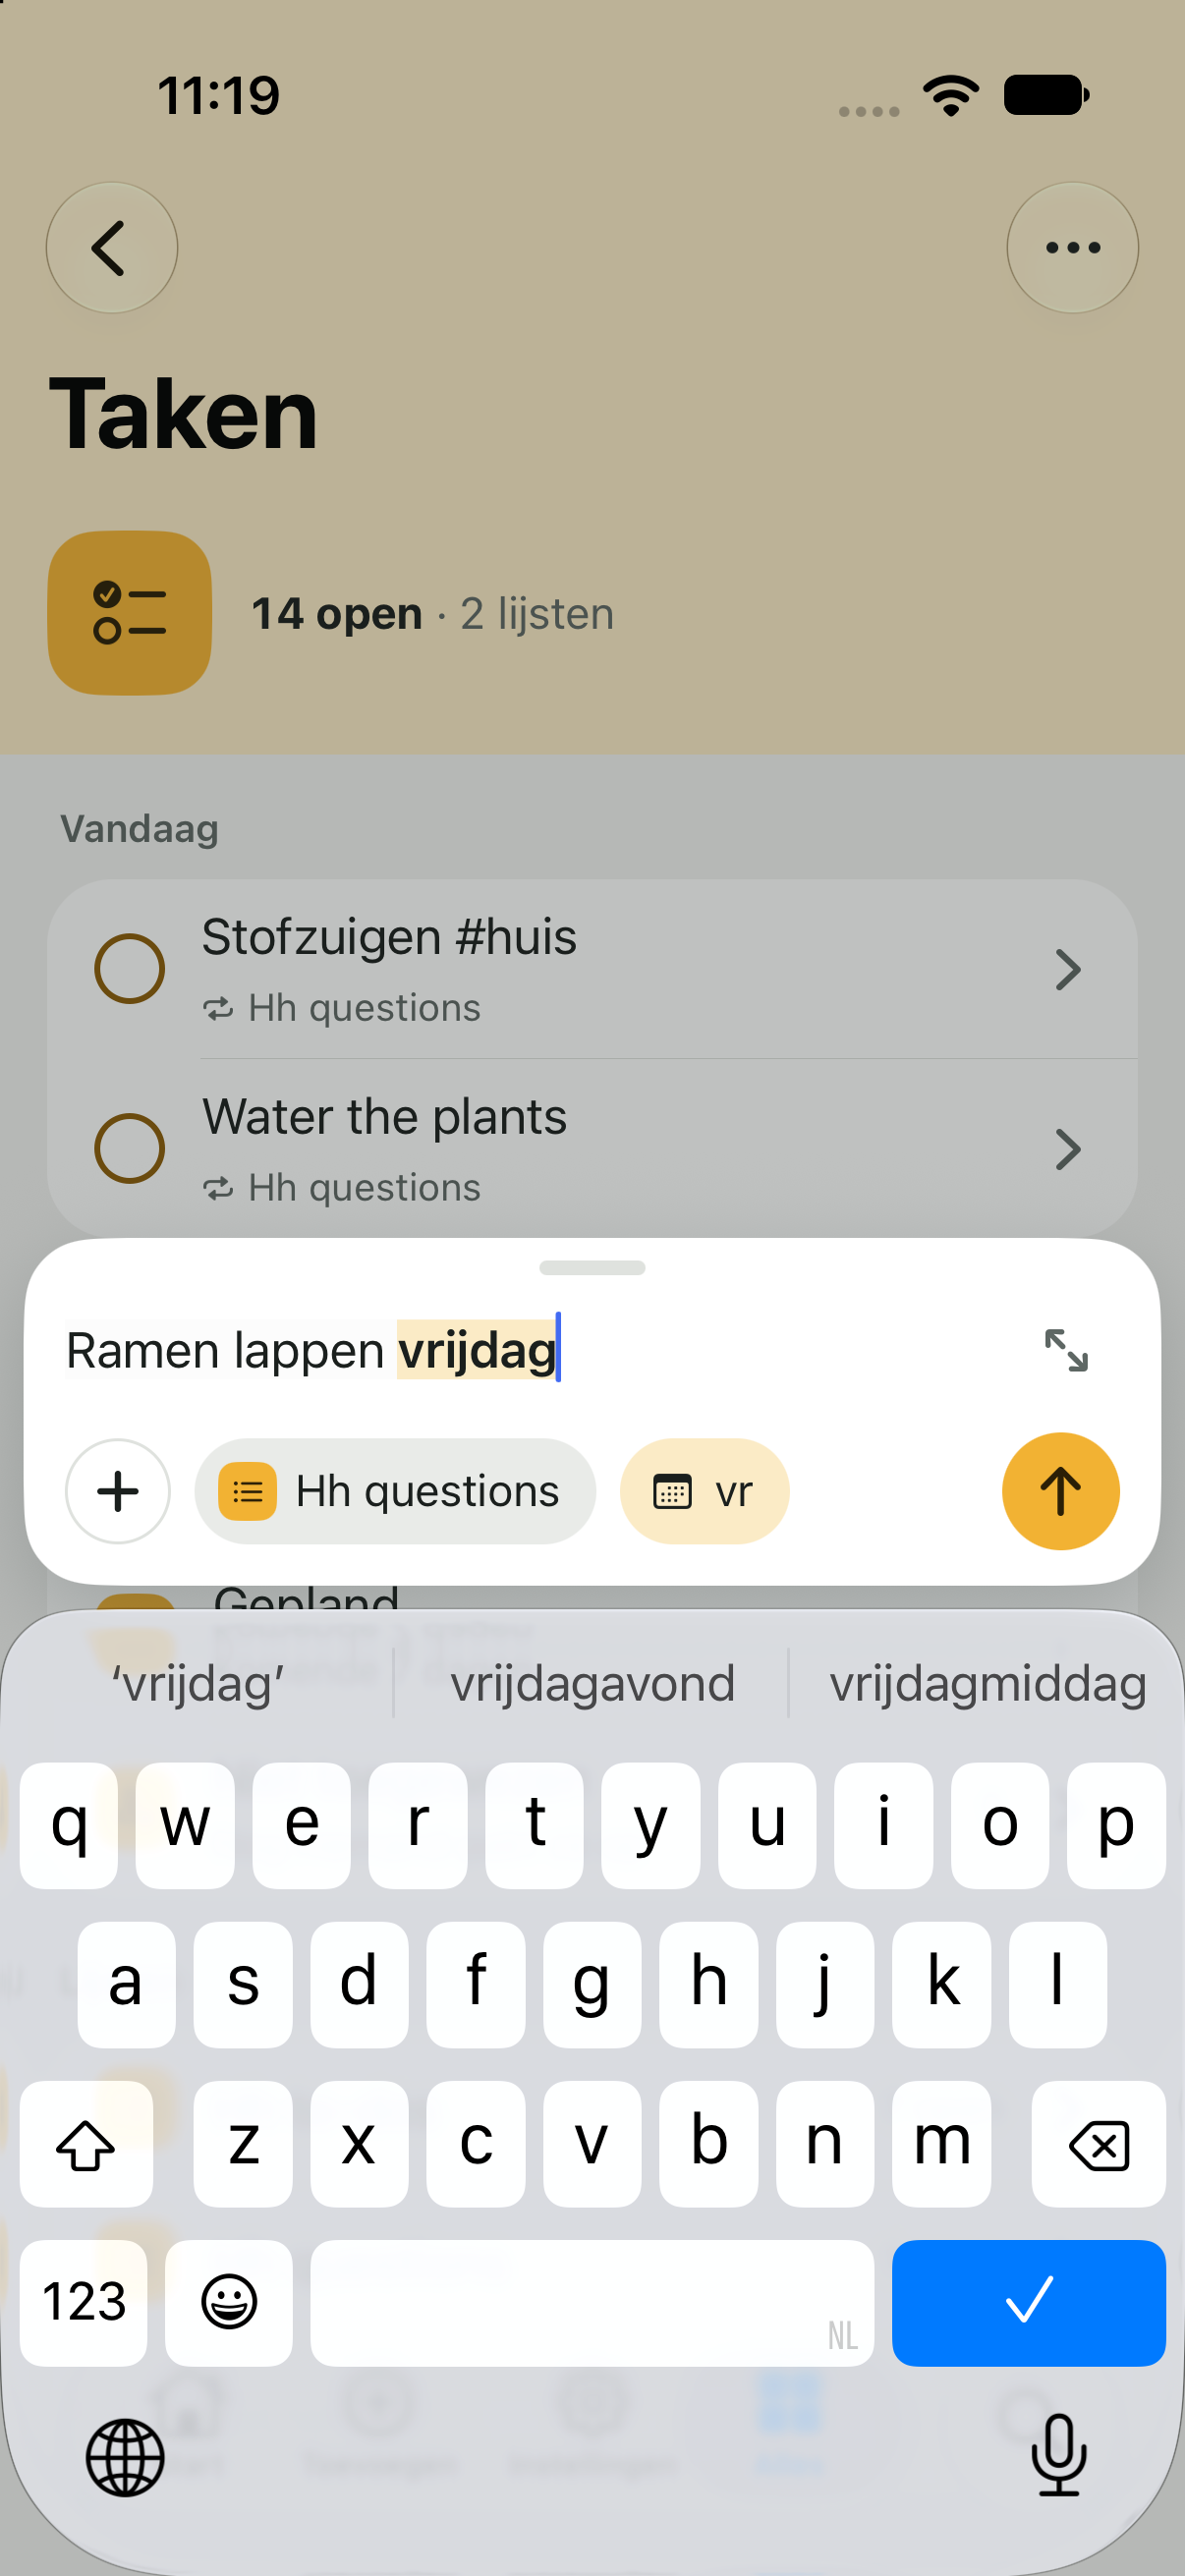 11:19
Taken
14 open · 2 lijsten
Vandaag
Stofzuigen #huis
Hh questions
Water the plants
Hh questions
Ramen lappen vrijdag
Hh questions
vr
Gepland
‘vrijdag’ vrijdagavond vrijdagmiddag
q w e r t y u i o p
a s d f g h j k l
z x c v b n m
123
NL